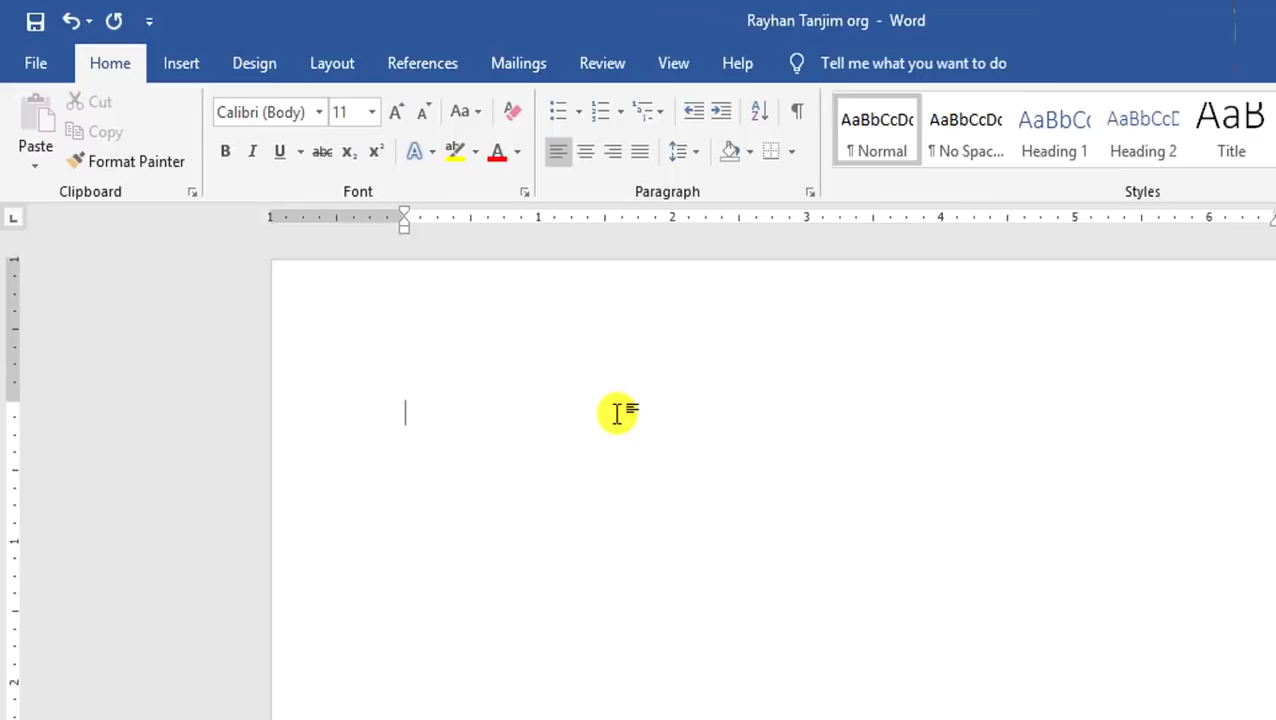 Rayhan Tanjim org - Word
File Home Insert Design Layout References Mailings Review View Help Tell me what you want to do
Cut
Copy
Paste
Format Painter
Clipboard
Calibri (Body) 11 Aa
B I U abc x₂ x² A ab A
Font
A Z ¶
Paragraph
AaBbCcDc AaBbCcDc AaBbCc AaBbCcD AaB
¶ Normal ¶ No Spac... Heading 1 Heading 2 Title
Styles
1 1 2 3 4 5 6
1
1
2